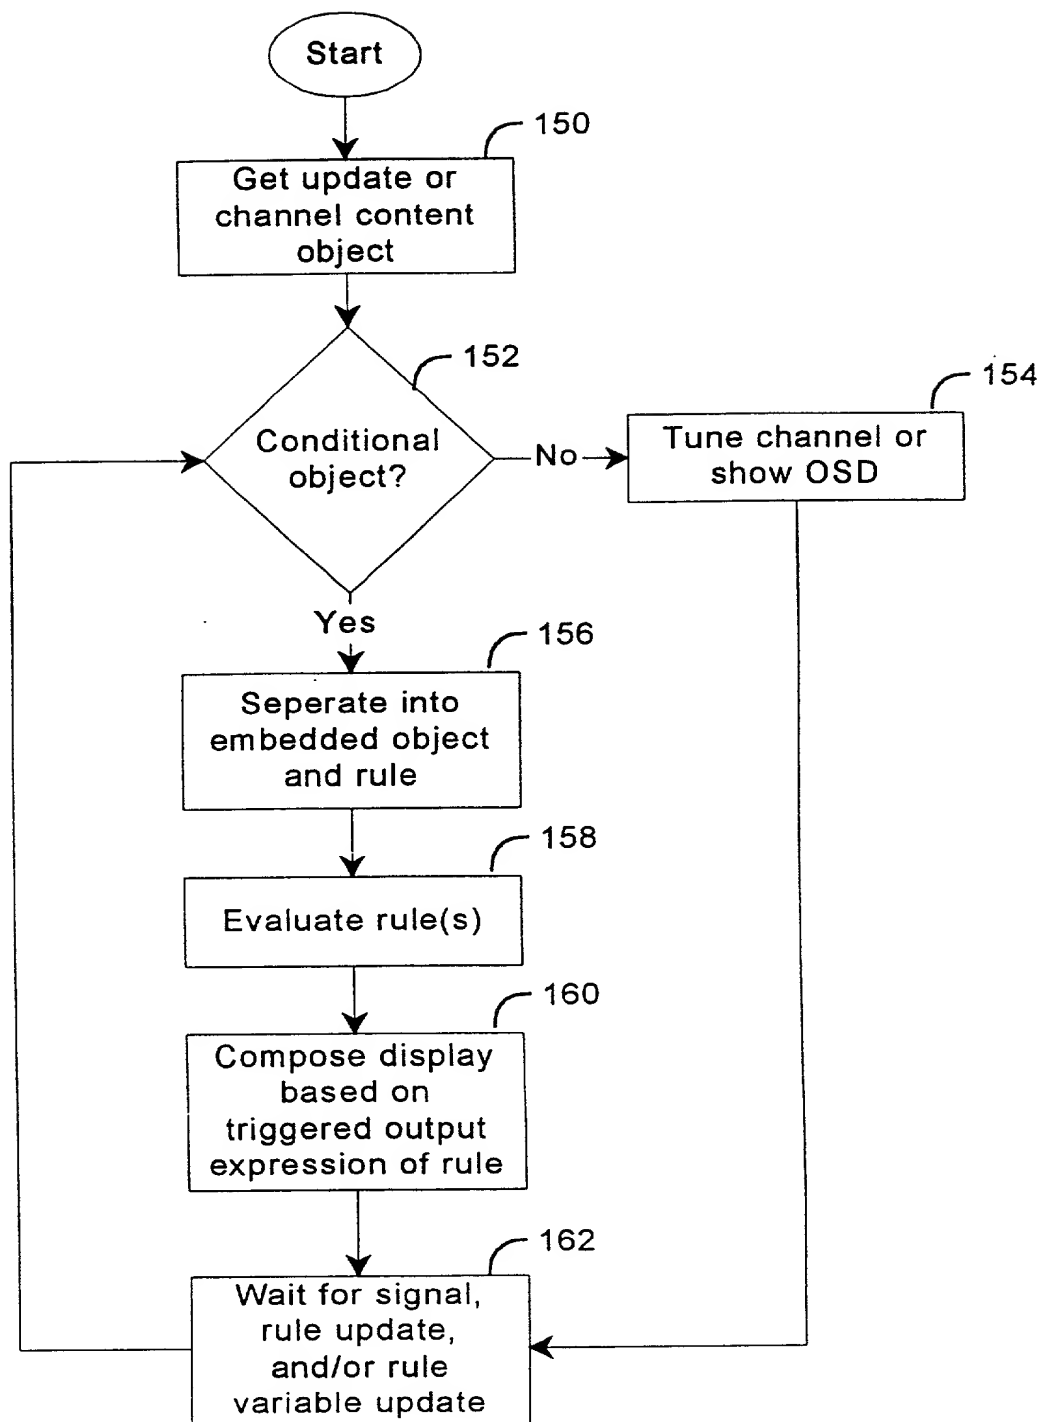 Start
150
Get update or
channel content
object
152
Conditional
object?
No
154
Tune channel or
show OSD
Yes
156
Seperate into
embedded object
and rule
158
Evaluate rule(s)
160
Compose display
based on
triggered output
expression of rule
162
Wait for signal,
rule update,
and/or rule
variable update